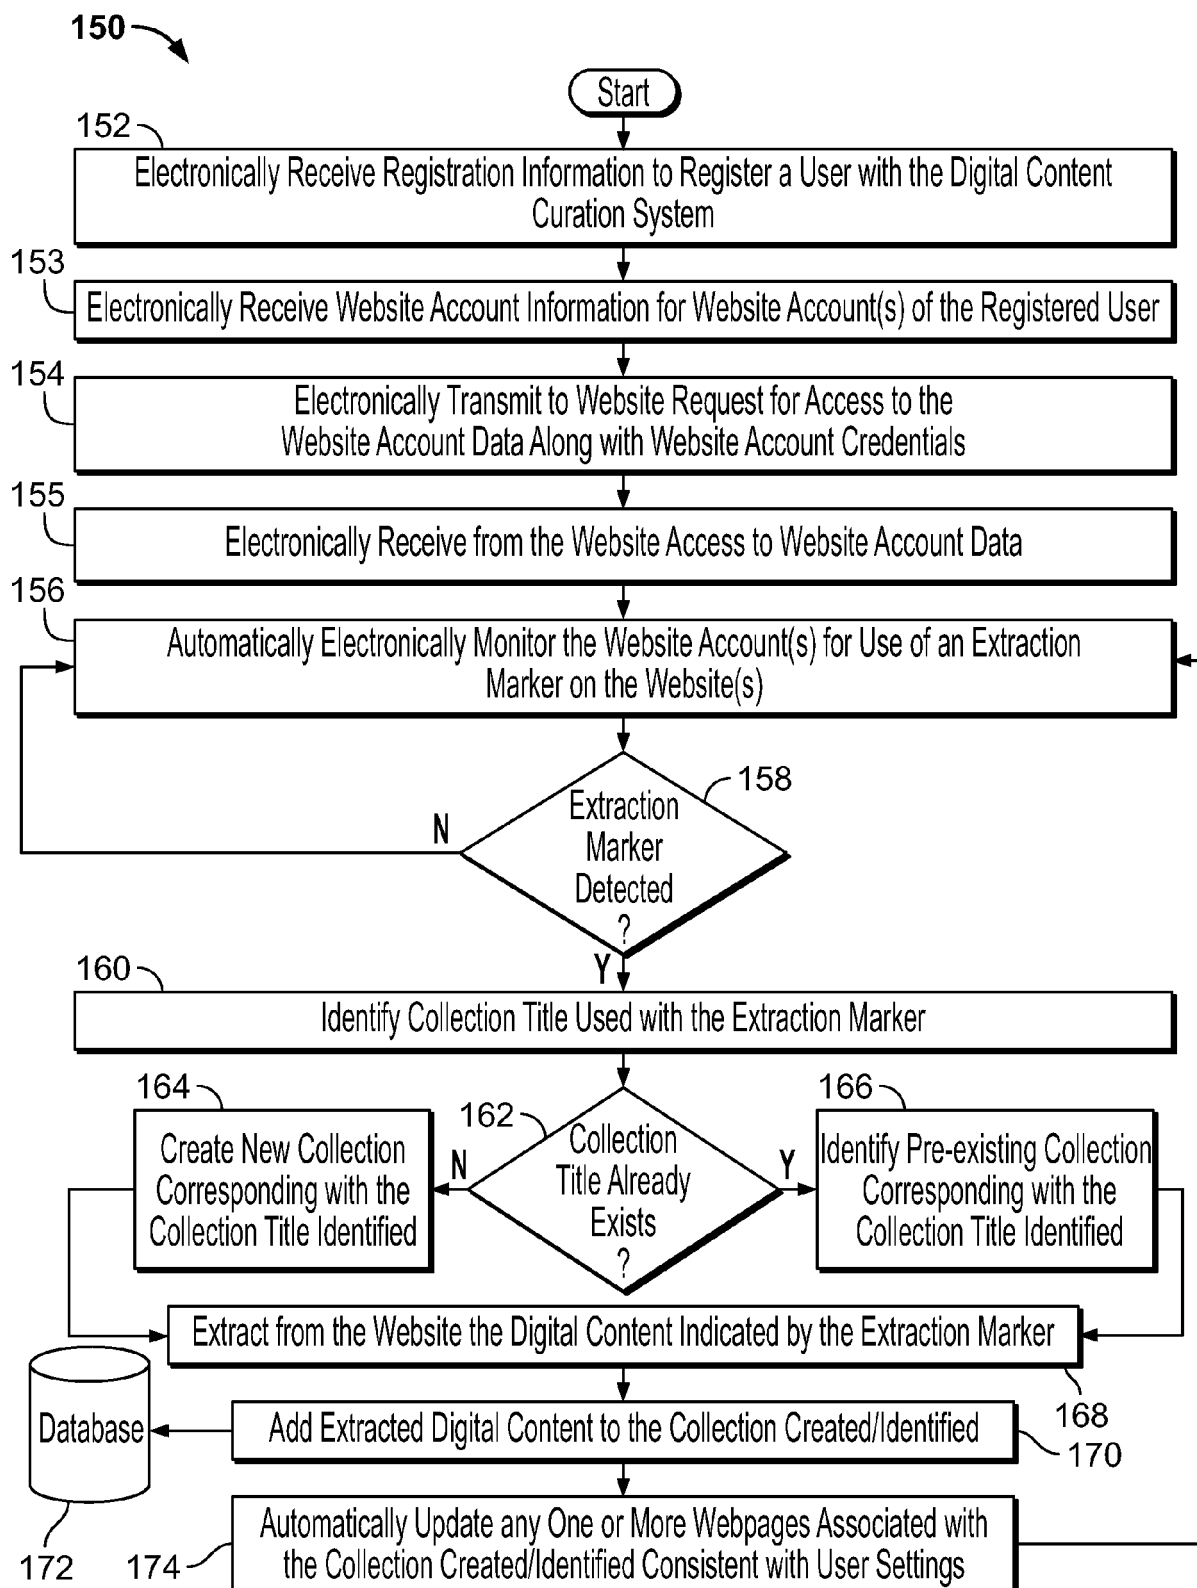 150
Start
152
Electronically Receive Registration Information to Register a User with the Digital Content
Curation System
153
Electronically Receive Website Account Information for Website Account(s) of the Registered User
154
Electronically Transmit to Website Request for Access to the
Website Account Data Along with Website Account Credentials
155
Electronically Receive from the Website Access to Website Account Data
156
Automatically Electronically Monitor the Website Account(s) for Use of an Extraction
Marker on the Website(s)
158
Extraction
Marker
Detected
?
N
Y
160
Identify Collection Title Used with the Extraction Marker
162
Collection
Title Already
Exists
?
N
Y
164
Create New Collection
Corresponding with the
Collection Title Identified
166
Identify Pre-existing Collection
Corresponding with the
Collection Title Identified
Extract from the Website the Digital Content Indicated by the Extraction Marker
168
Database
172
Add Extracted Digital Content to the Collection Created/Identified
170
Automatically Update any One or More Webpages Associated with
the Collection Created/Identified Consistent with User Settings
174